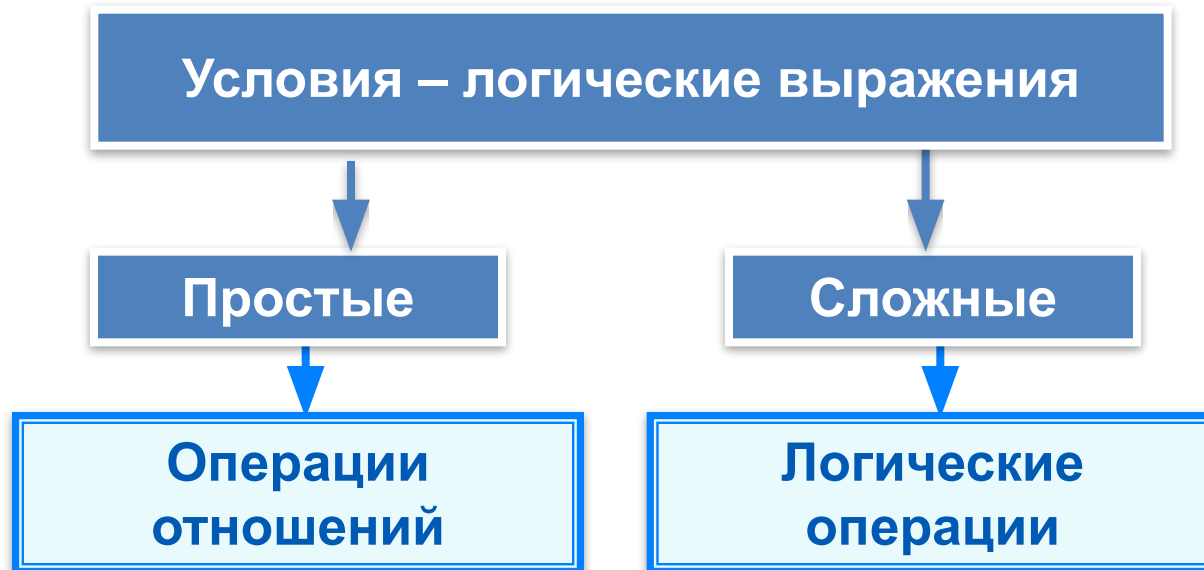 Условия – логические выражения
Простые
Сложные
Операции
отношений
Логические
операции